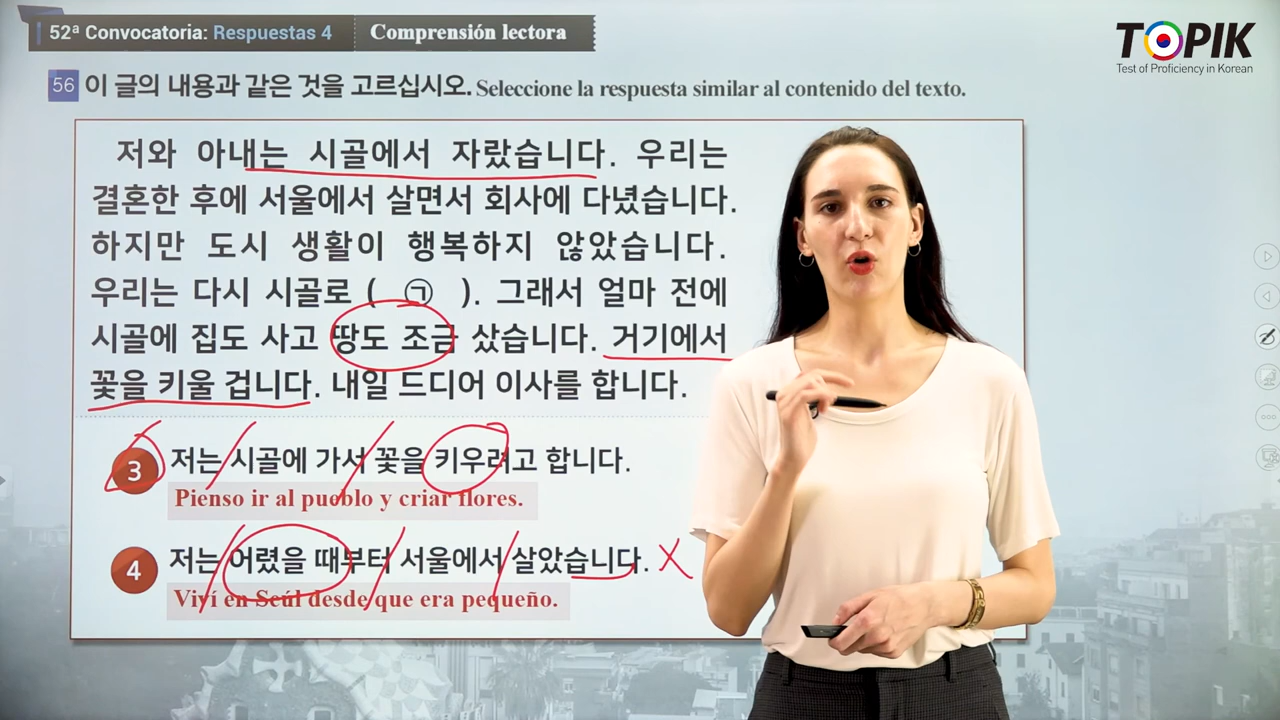 52ª Convocatoria: Respuestas 4 Comprensión lectora
TOPIK
Test of Proficiency in Korean
56 이 글의 내용과 같은 것을 고르십시오. Seleccione la respuesta similar al contenido del texto.
저와 아내는 시골에서 자랐습니다. 우리는
결혼한 후에 서울에서 살면서 회사에 다녔습니다.
하지만 도시 생활이 행복하지 않았습니다.
우리는 다시 시골로 ( ㉠ ). 그래서 얼마 전에
시골에 집도 사고 땅도 조금 샀습니다. 거기에서
꽃을 키울 겁니다. 내일 드디어 이사를 합니다.
3 저는 시골에 가서 꽃을 키우려고 합니다.
Pienso ir al pueblo y criar flores.
4 저는 어렸을 때부터 서울에서 살았습니다. X
Viví en Seúl desde que era pequeño.